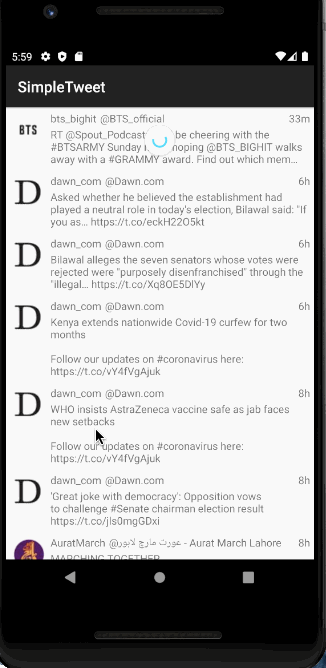 5:59
SimpleTweet
BTS
bts_bighit @BTS_official 33m
RT @Spout_Podcast be cheering with the
#BTSARMY Sunday hoping @BTS_BIGHIT walks
away with a #GRAMMY award. Find out which mem...
D
dawn_com @Dawn.com 6h
Asked whether he believed the establishment had
played a neutral role in today's election, Bilawal said: "If
you as… https://t.co/eckH22O5kt
D
dawn_com @Dawn.com 6h
Bilawal alleges the seven senators whose votes were
rejected were "purposely disenfranchised" through the
"illegal… https://t.co/Xq8OE5DIYy
D
dawn_com @Dawn.com 6h
Kenya extends nationwide Covid-19 curfew for two
months
Follow our updates on #coronavirus here:
https://t.co/vY4fVgAjuk
D
dawn_com @Dawn.com 8h
WHO insists AstraZeneca vaccine safe as jab faces
new setbacks
Follow our updates on #coronavirus here:
https://t.co/vY4fVgAjuk
D
dawn_com @Dawn.com 8h
'Great joke with democracy': Opposition vows
to challenge #Senate chairman election result
https://t.co/jls0mgGDxi
AuratMarch @عورت مارچ لاہور - Aurat March Lahore 8h
MARCHING TOGETHER